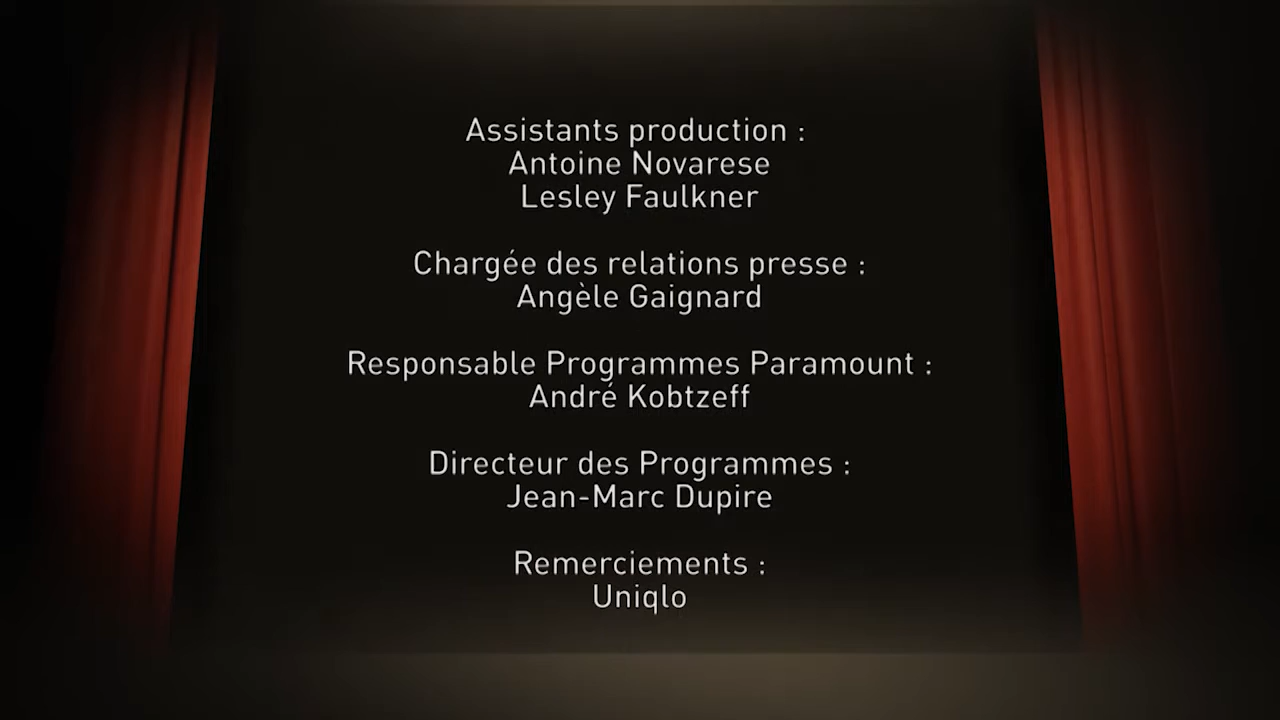 Assistants production :
Antoine Novarese
Lesley Faulkner
Chargée des relations presse :
Angèle Gaignard
Responsable Programmes Paramount :
André Kobtzeff
Directeur des Programmes :
Jean-Marc Dupire
Remerciements :
Uniqlo